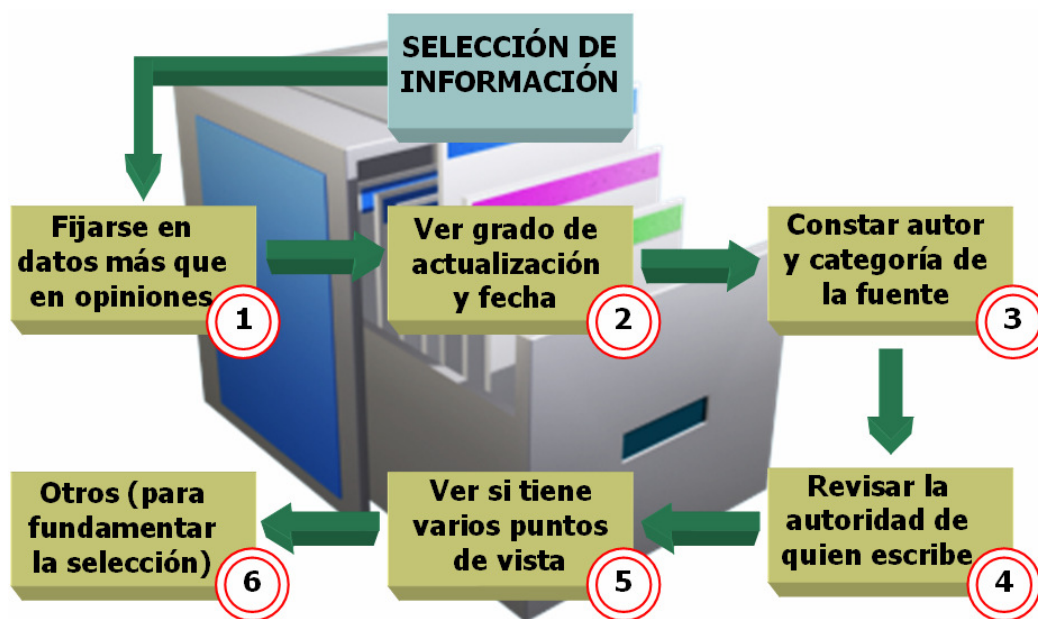 SELECCIÓN DE
INFORMACIÓN
Fijarse en
datos más que
en opiniones
1
Ver grado de
actualización
y fecha
2
Constar autor
y categoría de
la fuente
3
Revisar la
autoridad de
quien escribe
4
Ver si tiene
varios puntos
de vista
5
Otros (para
fundamentar
la selección)
6